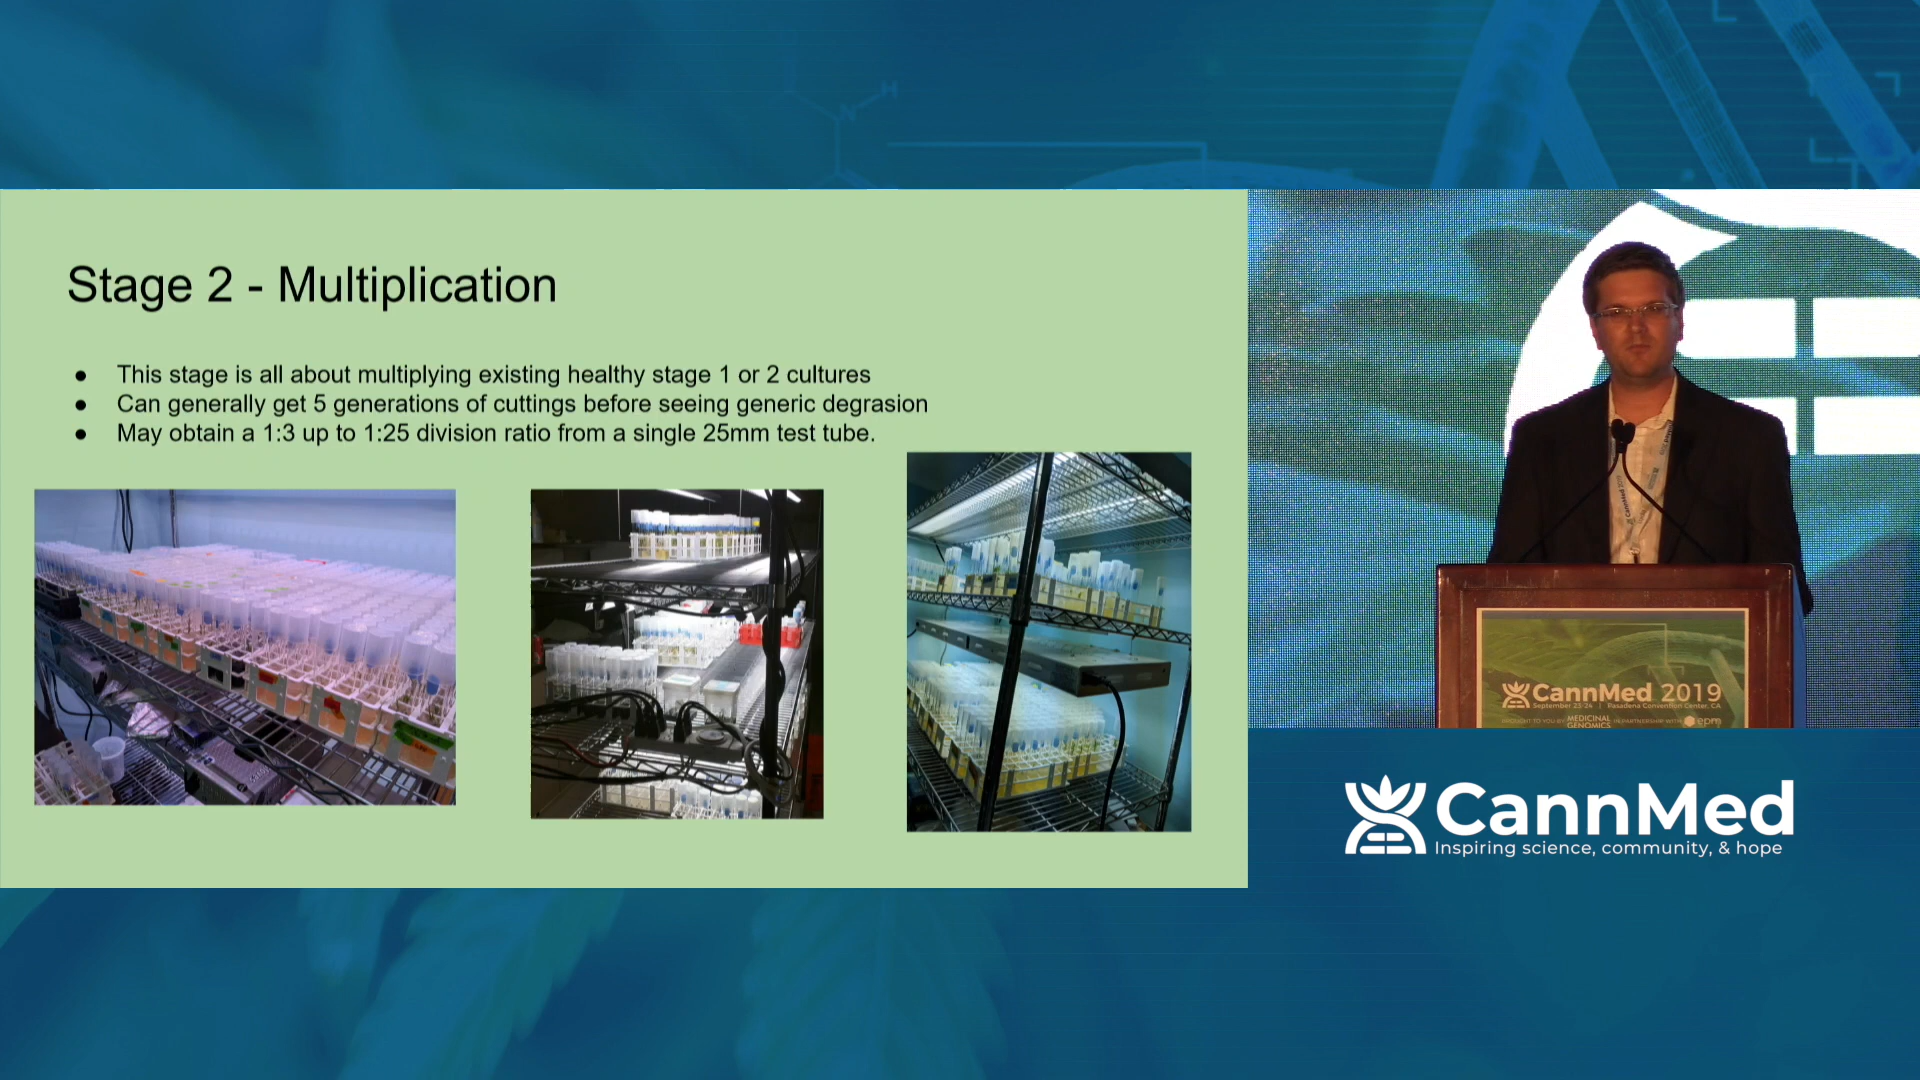 Stage 2 - Multiplication
● This stage is all about multiplying existing healthy stage 1 or 2 cultures
● Can generally get 5 generations of cuttings before seeing generic degrasion
● May obtain a 1:3 up to 1:25 division ratio from a single 25mm test tube.
CannMed 2019
September 23-24 | Pasadena Convention Center, CA
BROUGHT TO YOU BY MEDICINAL GENOMICS IN PARTNERSHIP WITH epm
CannMed
Inspiring science, community, & hope
N
H